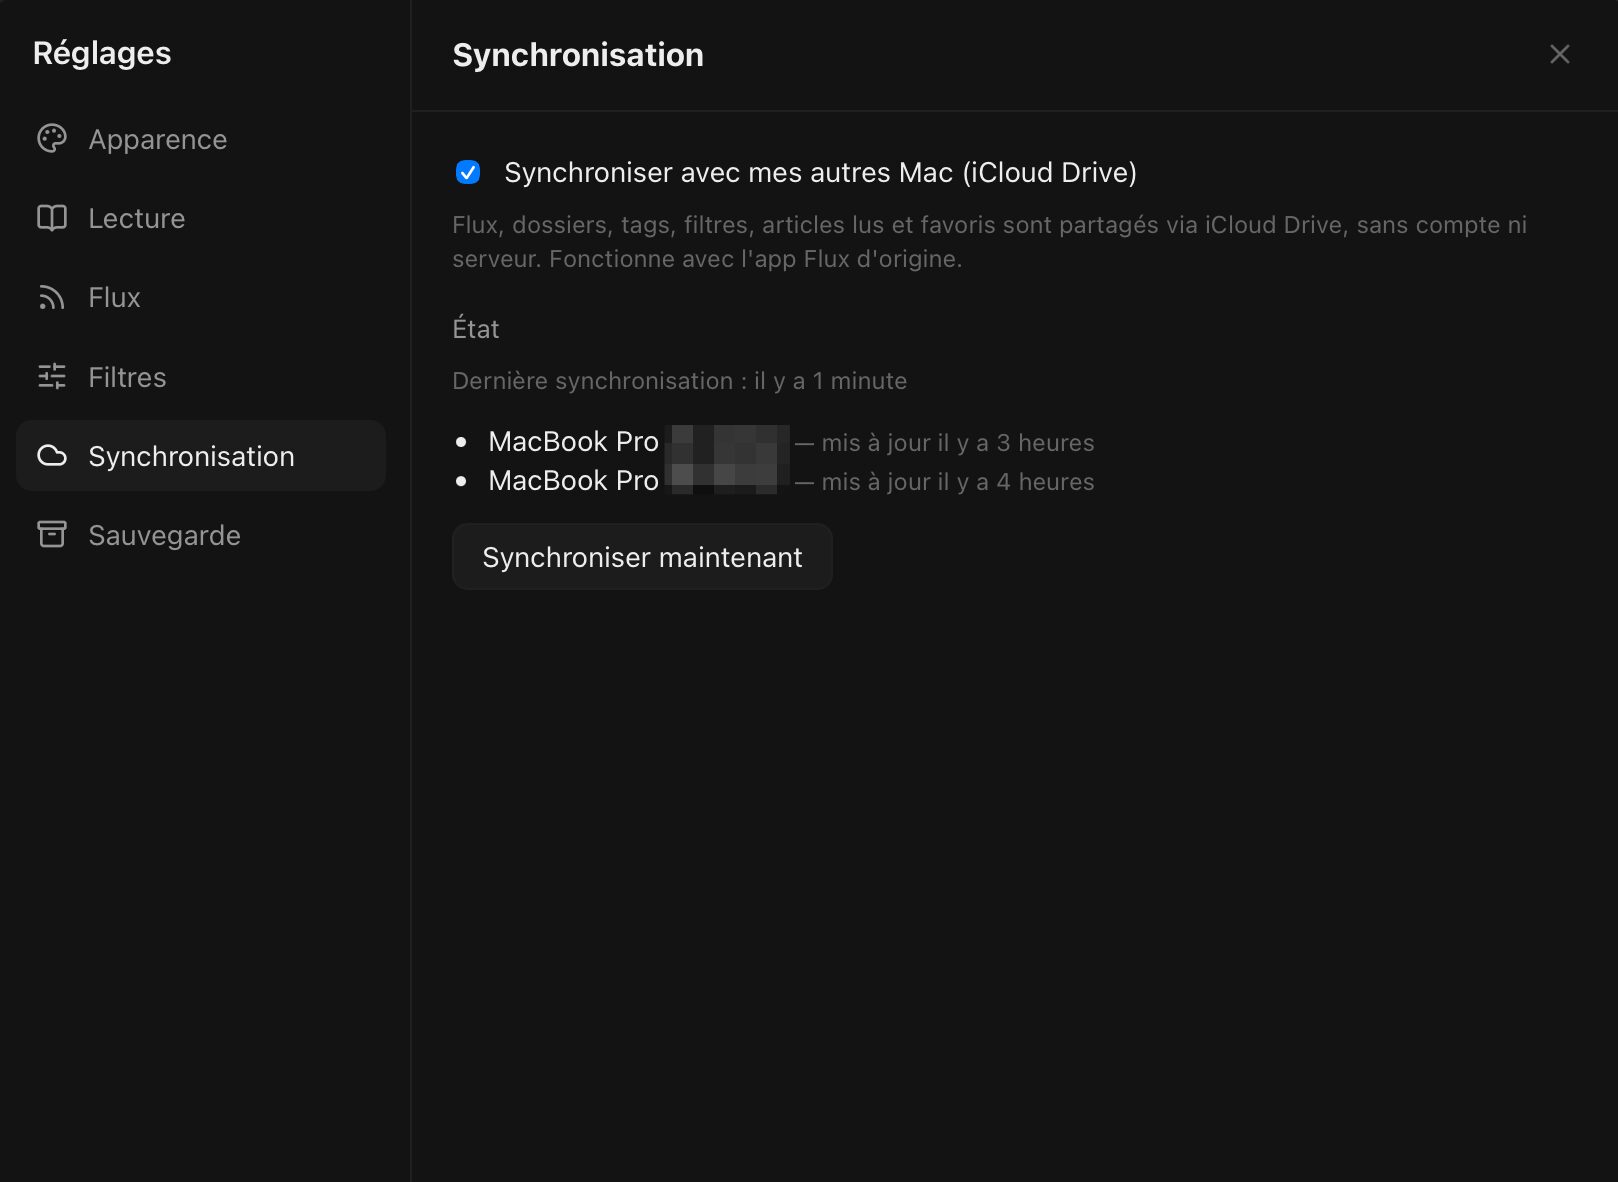 Réglages
Apparence
Lecture
Flux
Filtres
Synchronisation
Sauvegarde
Synchronisation
Synchroniser avec mes autres Mac (iCloud Drive)
Flux, dossiers, tags, filtres, articles lus et favoris sont partagés via iCloud Drive, sans compte ni
serveur. Fonctionne avec l'app Flux d'origine.
État
Dernière synchronisation : il y a 1 minute
MacBook Pro — mis à jour il y a 3 heures
MacBook Pro — mis à jour il y a 4 heures
Synchroniser maintenant